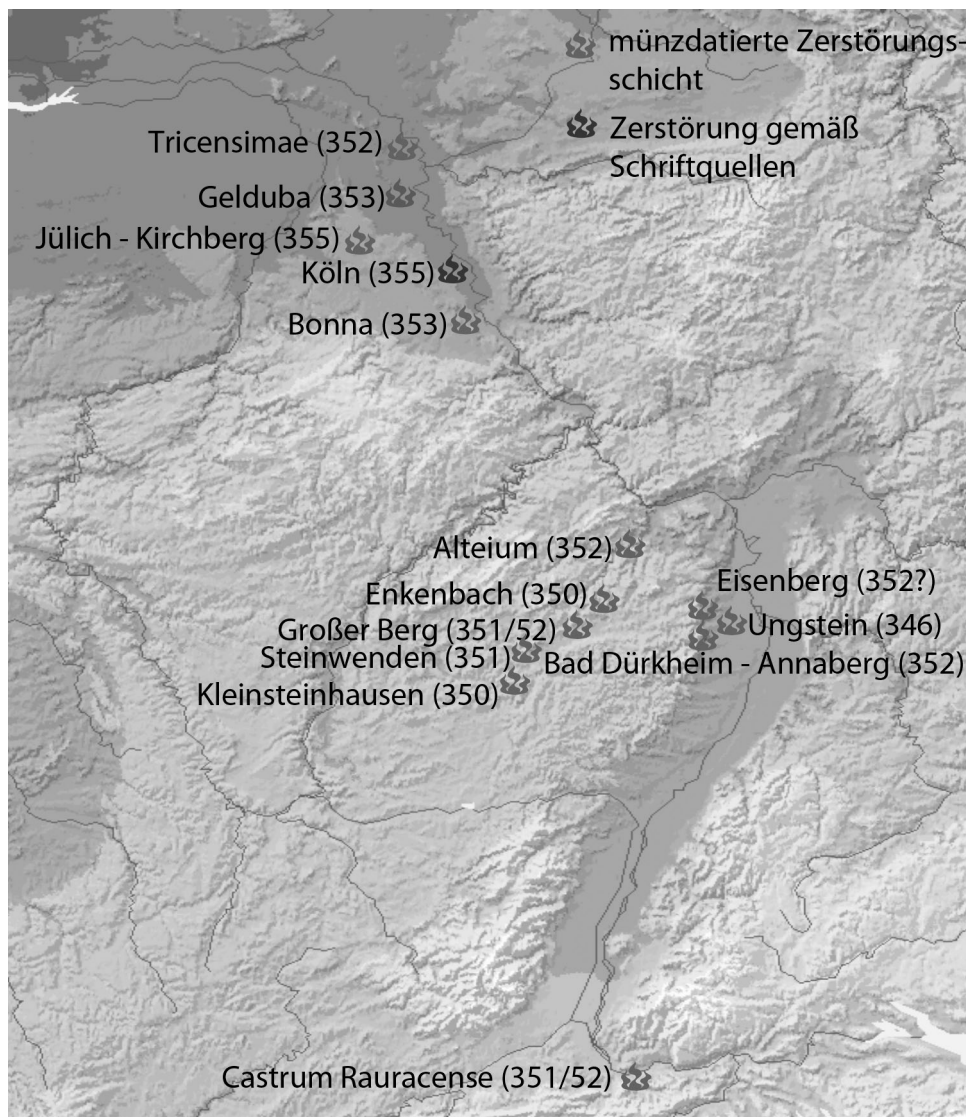 münzdatierte Zerstörungs-
schicht
Zerstörung gemäß
Schriftquellen
Tricensimae (352)
Gelduba (353)
Jülich - Kirchberg (355)
Köln (355)
Bonna (353)
Alteium (352)
Eisenberg (352?)
Enkenbach (350)
Großer Berg (351/52)
Ungstein (346)
Steinwenden (351)
Bad Dürkheim - Annaberg (352)
Kleinsteinhausen (350)
Castrum Rauracense (351/52)